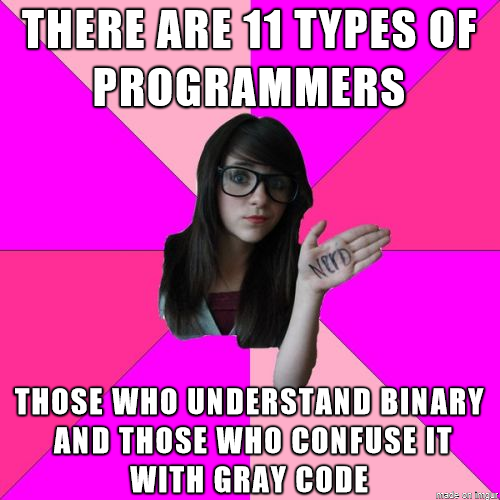 THERE ARE 11 TYPES OF
PROGRAMMERS
NERD
THOSE WHO UNDERSTAND BINARY
AND THOSE WHO CONFUSE IT
WITH GRAY CODE
made on imgur